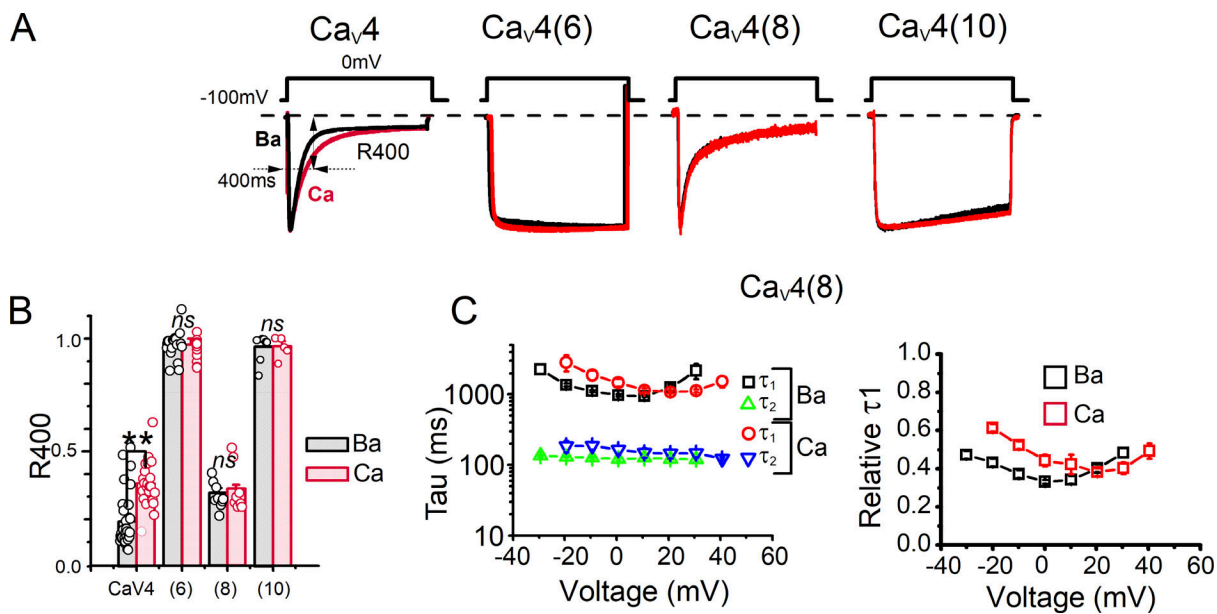 A
Cav4 Cav4(6) Cav4(8) Cav4(10)
0mV
-100mV
Ba
R400
400ms
Ca
B
R400
1.0
0.5
0.0
**
ns
ns
ns
Ba
Ca
CaV4 (6) (8) (10)
C
Cav4(8)
Tau (ms)
1000
100
10
-40 -20 0 20 40 60
Voltage (mV)
τ1
τ2
Ba
τ1
τ2
Ca
Relative τ1
1.0
0.8
0.6
0.4
0.2
0.0
-40 -20 0 20 40 60
Voltage (mV)
Ba
Ca